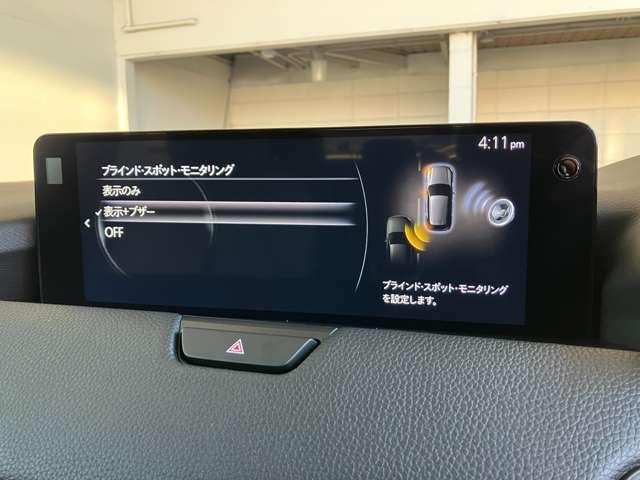 4:11pm
ブラインド・スポット・モニタリング
表示のみ
✓表示+ブザー
OFF
ブラインド・スポット・モニタリング
を設定します。